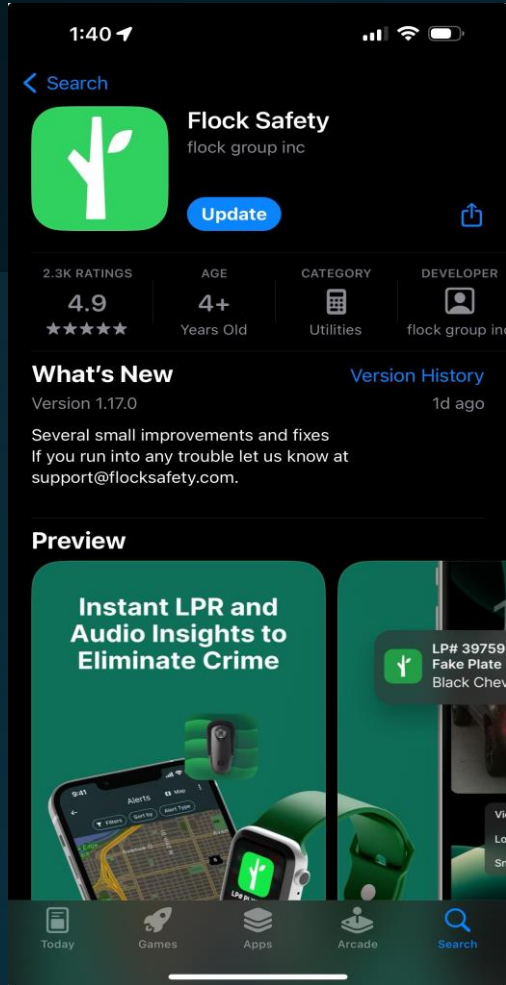 1:40
Search
Flock Safety
flock group inc
Update
2.3K RATINGS
4.9
★★★★★
AGE
4+
Years Old
CATEGORY
Utilities
DEVELOPER
flock group inc
What's New
Version History
Version 1.17.0
1d ago
Several small improvements and fixes
If you run into any trouble let us know at
support@flocksafety.com.
Preview
Instant LPR and
Audio Insights to
Eliminate Crime
9:41
Alerts
Map
Filters
Sort by
Alert Type
LP# 39759
Fake Plate
Black Chev
Today
Games
Apps
Arcade
Search